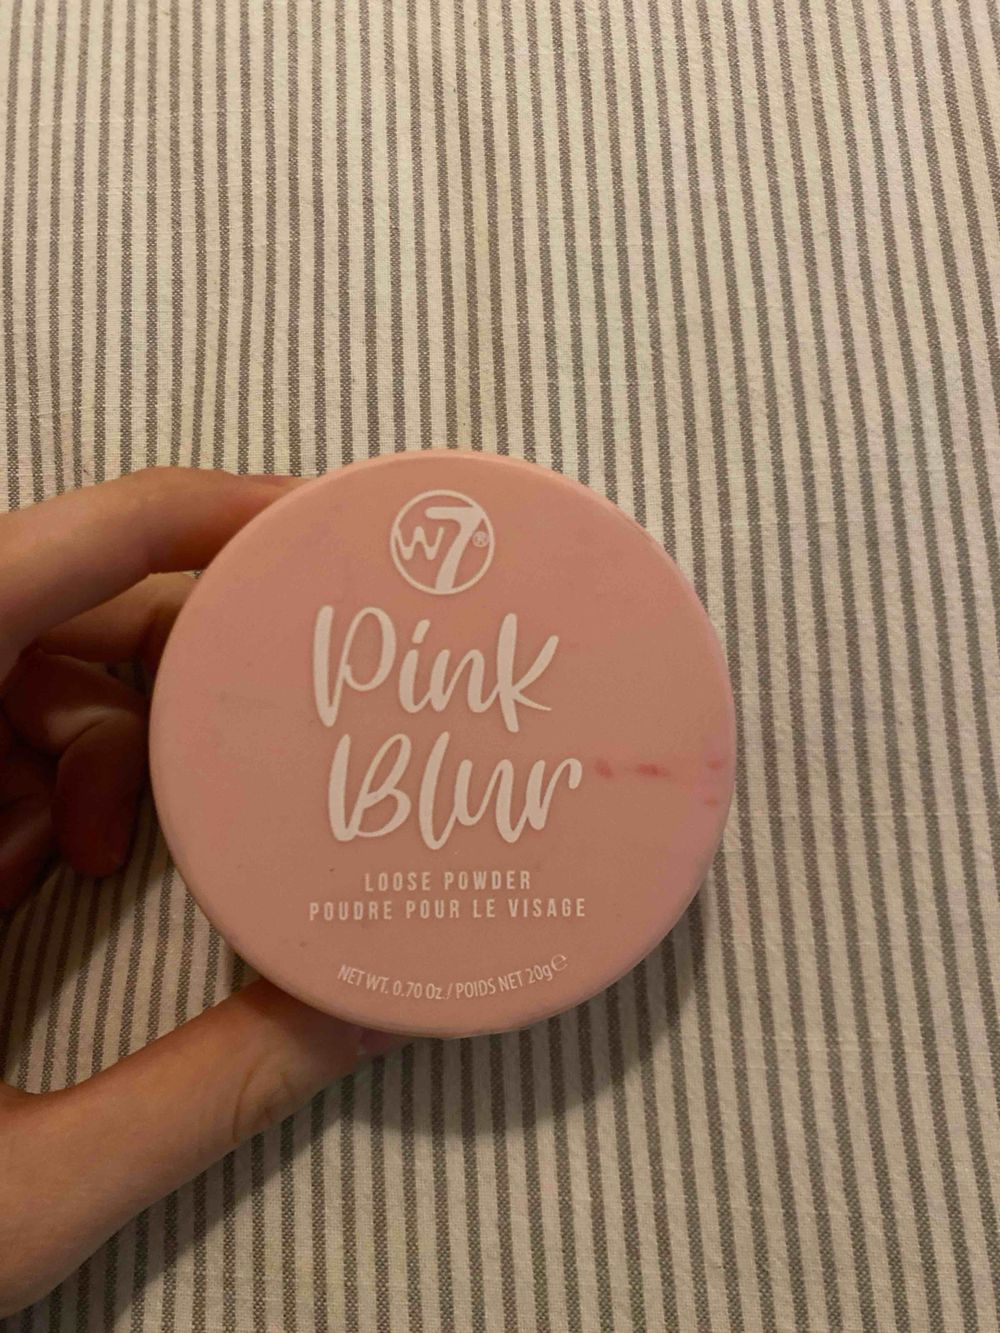 W7®
Pink
Blur
LOOSE POWDER
POUDRE POUR LE VISAGE
NET WT. 0.70 Oz./ POIDS NET 20g℮